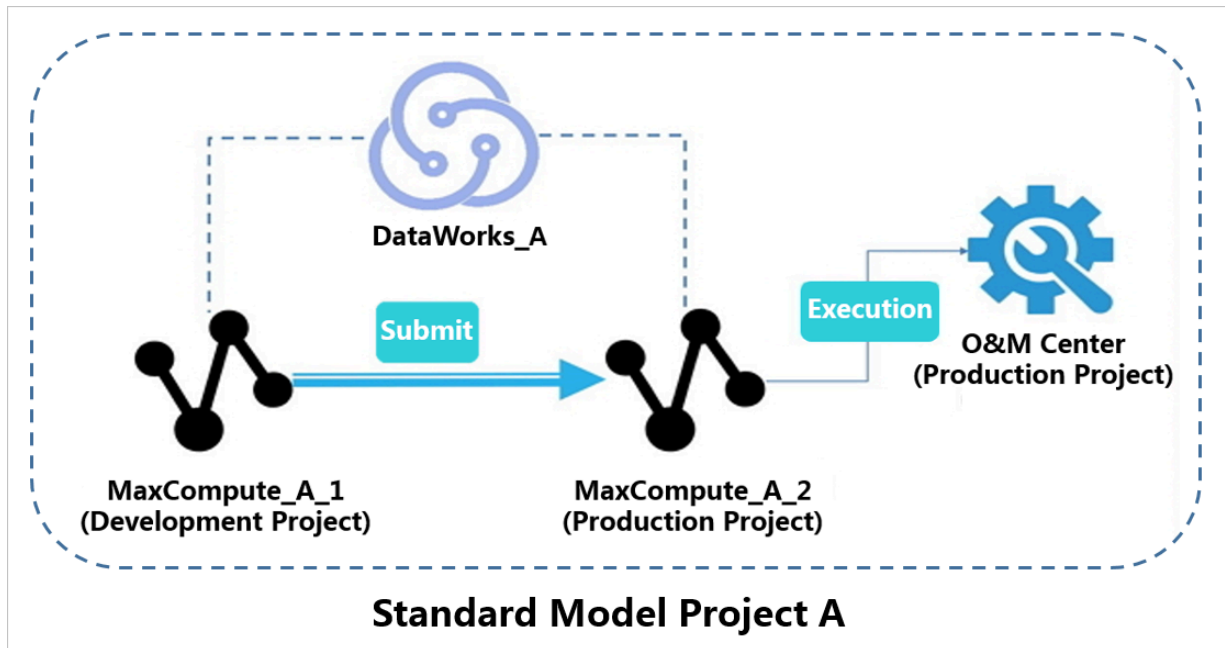 DataWorks_A
Submit
Execution
O&M Center
(Production Project)
MaxCompute_A_1
(Development Project)
MaxCompute_A_2
(Production Project)
Standard Model Project A